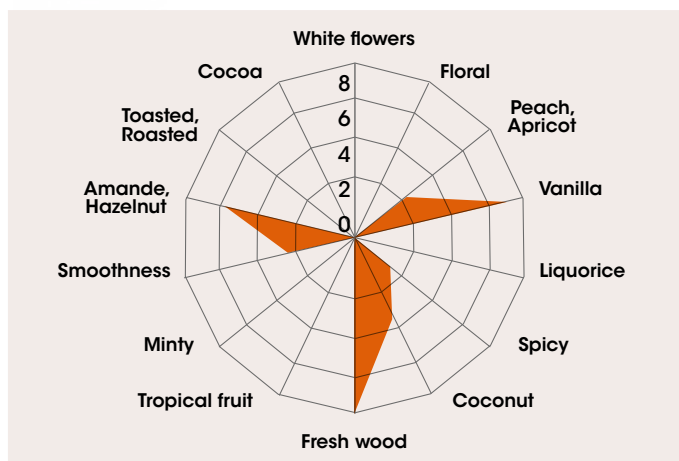 White flowers
Cocoa
Floral
8
Toasted,
Roasted
Peach,
Apricot
6
4
Amande,
Hazelnut
Vanilla
2
0
Smoothness
Liquorice
Minty
Spicy
Tropical fruit
Coconut
Fresh wood